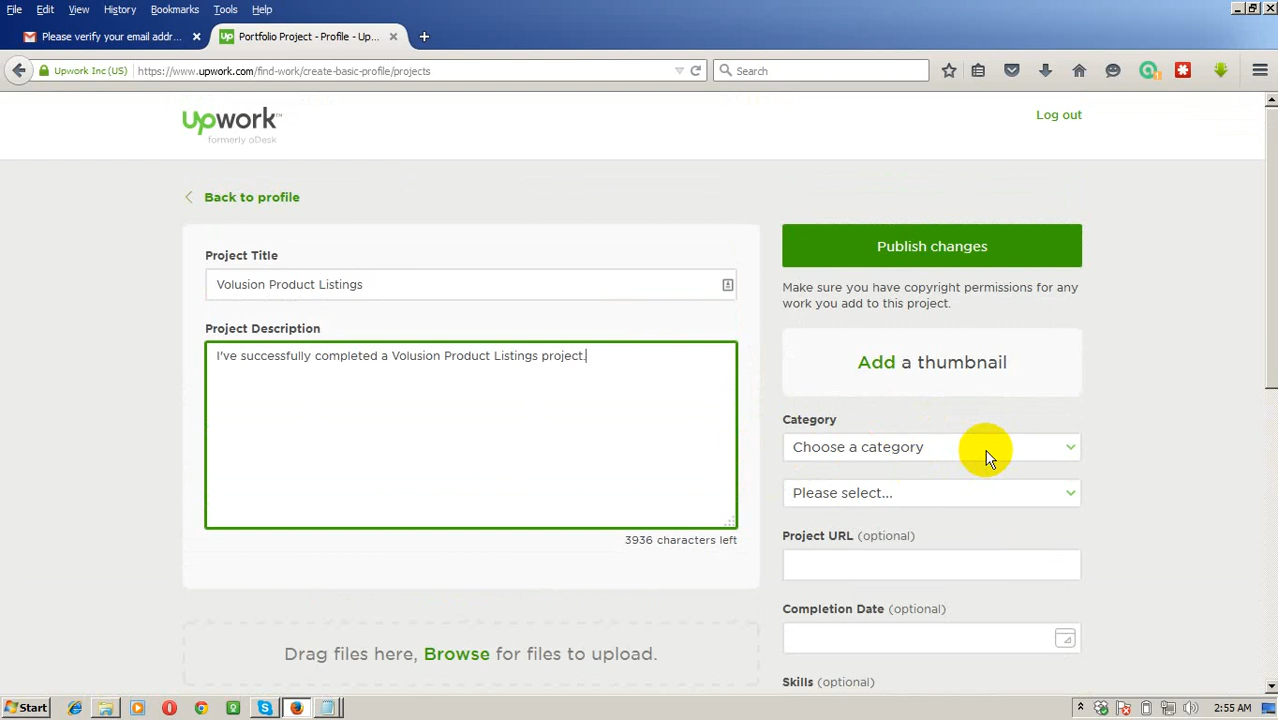 File Edit View History Bookmarks Tools Help
Please verify your email addr...
Up Portfolio Project - Profile - Up...
Upwork Inc (US) https://www.upwork.com/find-work/create-basic-profile/projects
Search
Upwork™
formerly oDesk
Log out
Back to profile
Project Title
Volusion Product Listings
Project Description
I've successfully completed a Volusion Product Listings project.
3936 characters left
Drag files here, Browse for files to upload.
Publish changes
Make sure you have copyright permissions for any
work you add to this project.
Add a thumbnail
Category
Choose a category
Please select...
Project URL (optional)
Completion Date (optional)
Skills (optional)
Start
2:55 AM